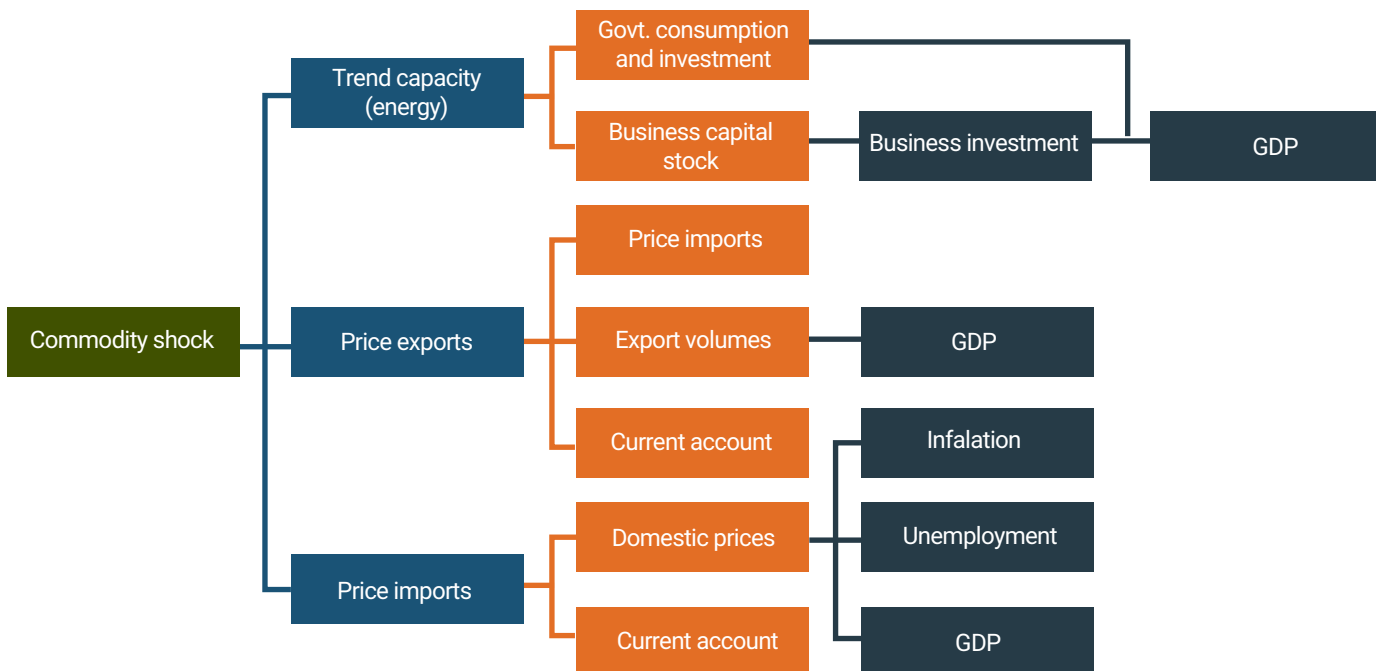 Govt. consumption
and investment
Trend capacity
(energy)
Business capital
stock
Business investment
GDP
Price imports
Commodity shock
Price exports
Export volumes
GDP
Current account
Infalation
Domestic prices
Unemployment
Price imports
Current account
GDP